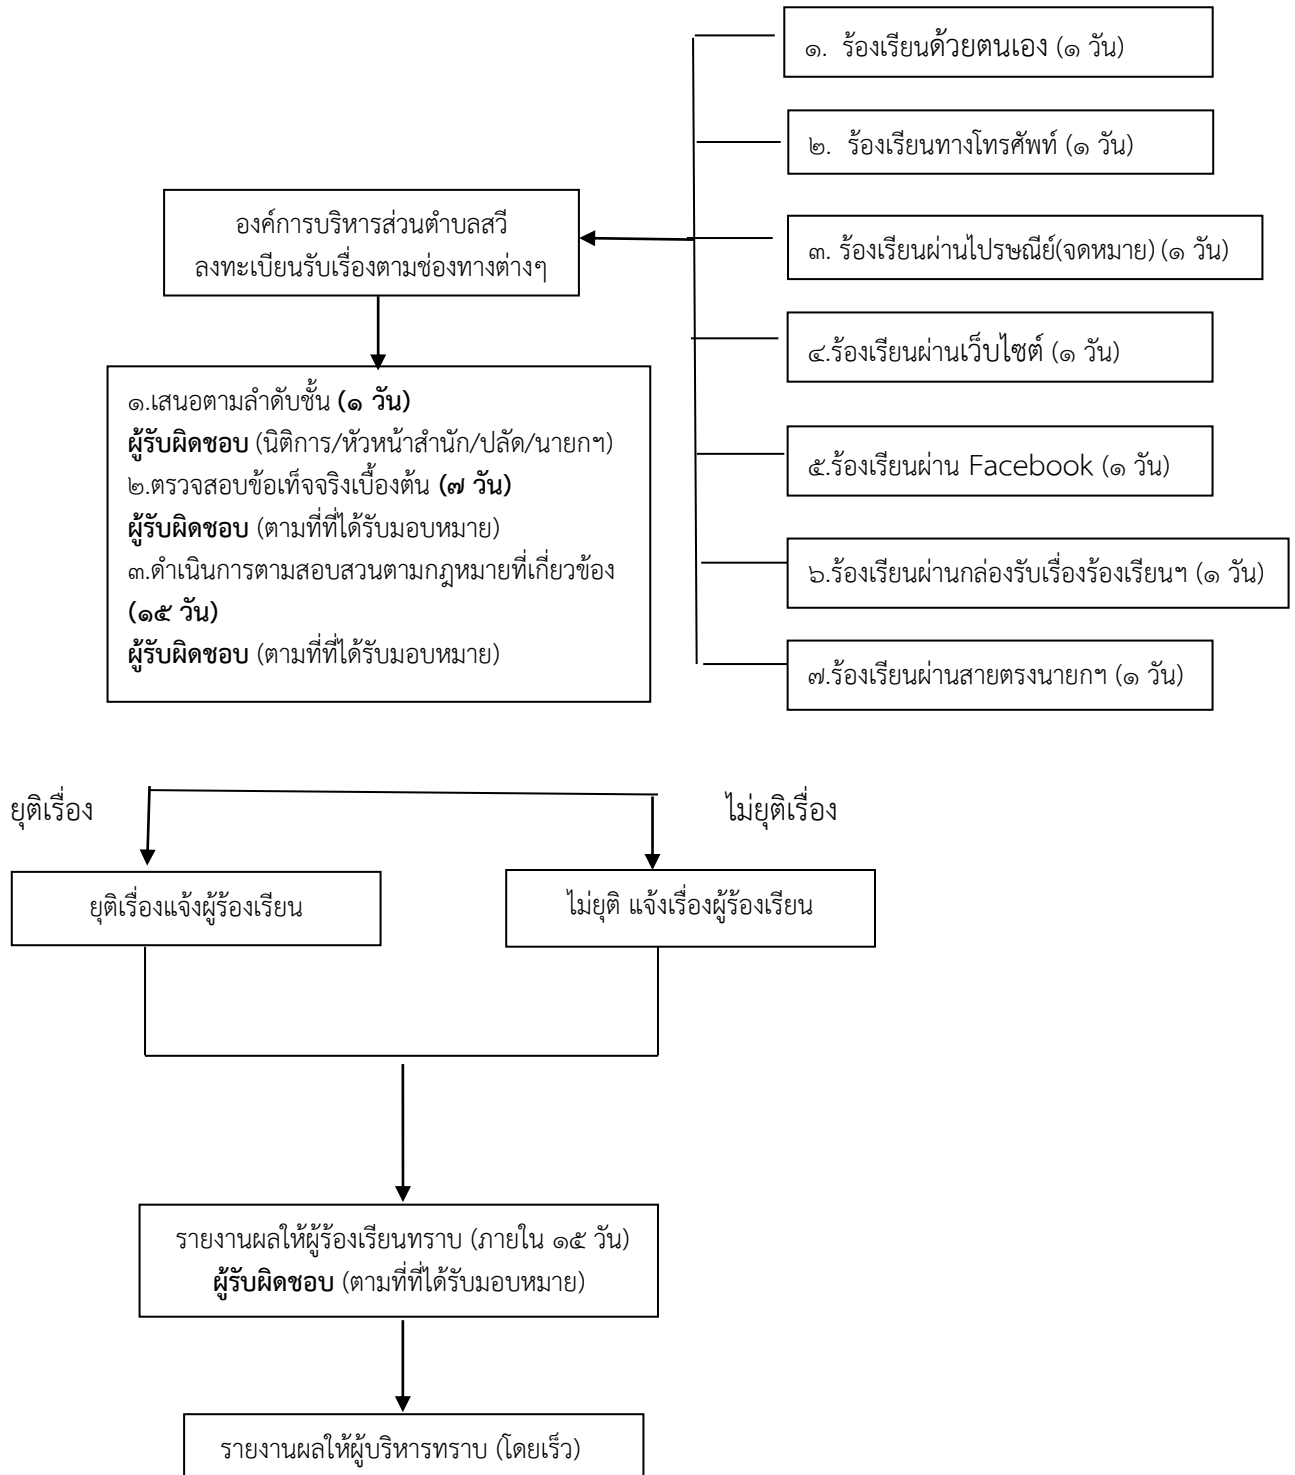 ๑. ร้องเรียนด้วยตนเอง (๑ วัน)
๒. ร้องเรียนทางโทรศัพท์ (๑ วัน)
องค์การบริหารส่วนตำบลสวี
ลงทะเบียนรับเรื่องตามช่องทางต่างๆ
๓. ร้องเรียนผ่านไปรษณีย์(จดหมาย) (๑ วัน)
๔.ร้องเรียนผ่านเว็บไซต์ (๑ วัน)
๕.ร้องเรียนผ่าน Facebook (๑ วัน)
๖.ร้องเรียนผ่านกล่องรับเรื่องร้องเรียนฯ (๑ วัน)
๗.ร้องเรียนผ่านสายตรงนายกฯ (๑ วัน)
๑.เสนอตามลำดับชั้น (๑ วัน)
ผู้รับผิดชอบ (นิติการ/หัวหน้าสำนัก/ปลัด/นายกฯ)
๒.ตรวจสอบข้อเท็จจริงเบื้องต้น (๗ วัน)
ผู้รับผิดชอบ (ตามที่ที่ได้รับมอบหมาย)
๓.ดำเนินการตามสอบสวนตามกฎหมายที่เกี่ยวข้อง
(๑๕ วัน)
ผู้รับผิดชอบ (ตามที่ที่ได้รับมอบหมาย)
ยุติเรื่อง
ไม่ยุติเรื่อง
ยุติเรื่องแจ้งผู้ร้องเรียน
ไม่ยุติ แจ้งเรื่องผู้ร้องเรียน
รายงานผลให้ผู้ร้องเรียนทราบ (ภายใน ๑๕ วัน)
ผู้รับผิดชอบ (ตามที่ที่ได้รับมอบหมาย)
รายงานผลให้ผู้บริหารทราบ (โดยเร็ว)